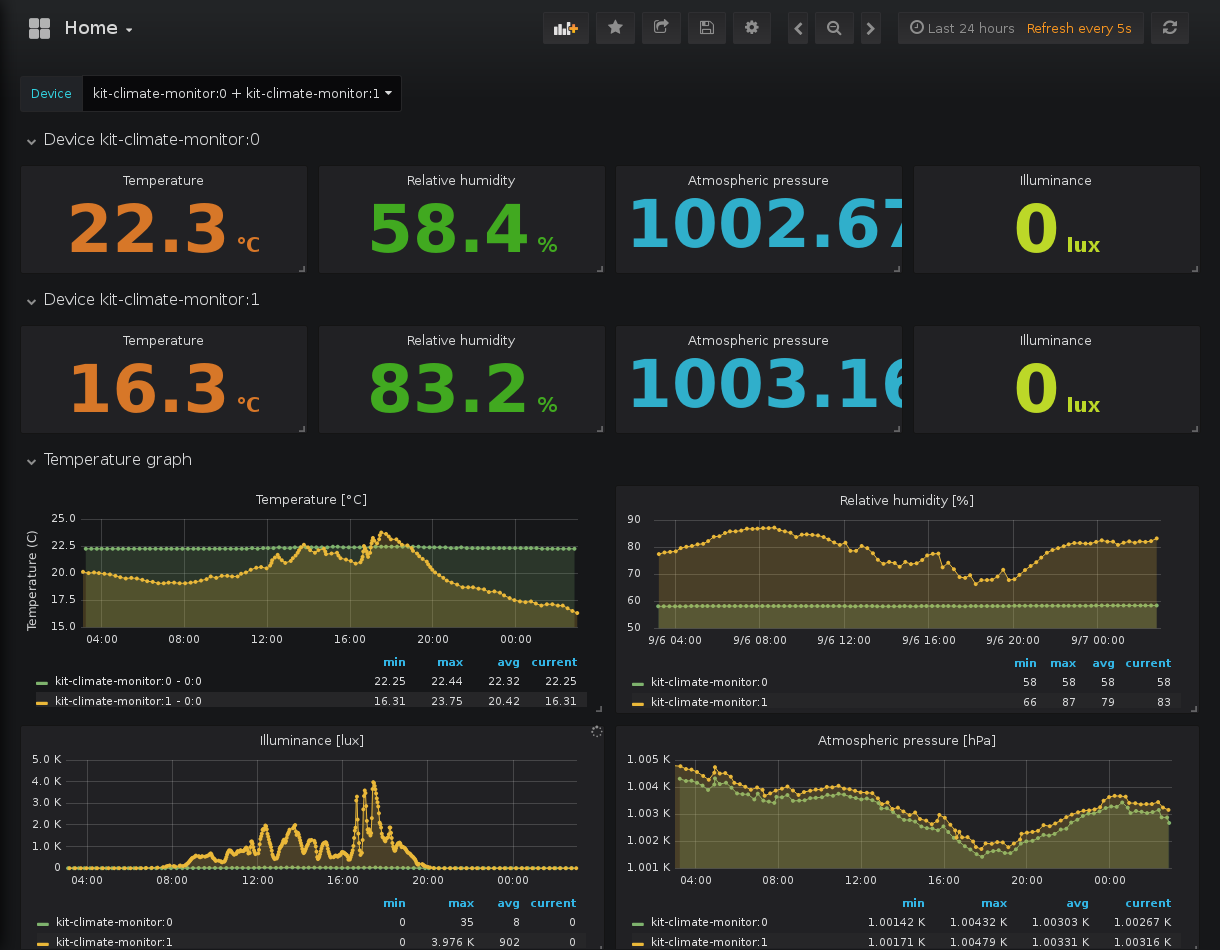 Home
Last 24 hours Refresh every 5s
Device kit-climate-monitor:0 + kit-climate-monitor:1
Device kit-climate-monitor:0
Temperature Relative humidity Atmospheric pressure Illuminance
22.3 °C 58.4 % 1002.67 0 lux
Device kit-climate-monitor:1
Temperature Relative humidity Atmospheric pressure Illuminance
16.3 °C 83.2 % 1003.16 0 lux
Temperature graph
Temperature [°C]
Temperature (C)
25.0
22.5
20.0
17.5
15.0
04:00 08:00 12:00 16:00 20:00 00:00
min max avg current
kit-climate-monitor:0 - 0:0 22.25 22.44 22.32 22.25
kit-climate-monitor:1 - 0:0 16.31 23.75 20.42 16.31
Relative humidity [%]
90
80
70
60
50
9/6 04:00 9/6 08:00 9/6 12:00 9/6 16:00 9/6 20:00 9/7 00:00
min max avg current
kit-climate-monitor:0 58 58 58 58
kit-climate-monitor:1 66 87 79 83
Illuminance [lux]
5.0 K
4.0 K
3.0 K
2.0 K
1.0 K
0
04:00 08:00 12:00 16:00 20:00 00:00
min max avg current
kit-climate-monitor:0 0 35 8 0
kit-climate-monitor:1 0 3.976 K 902 0
Atmospheric pressure [hPa]
1.005 K
1.004 K
1.003 K
1.002 K
1.001 K
04:00 08:00 12:00 16:00 20:00 00:00
min max avg current
kit-climate-monitor:0 1.00142 K 1.00432 K 1.00303 K 1.00267 K
kit-climate-monitor:1 1.00171 K 1.00479 K 1.00331 K 1.00316 K